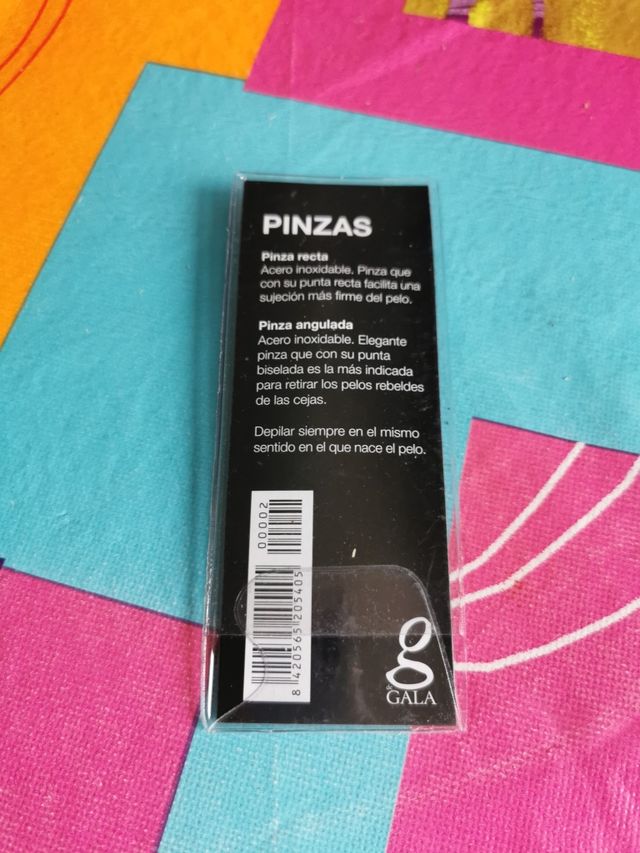 PINZAS
Pinza recta
Acero inoxidable. Pinza que
con su punta recta facilita una
sujeción más firme del pelo.
Pinza angulada
Acero inoxidable. Elegante
pinza que con su punta
biselada es la más indicada
para retirar los pelos rebeldes
de las cejas.
Depilar siempre en el mismo
sentido en el que nace el pelo.
00002
8 420565 205405
g
de
GALA